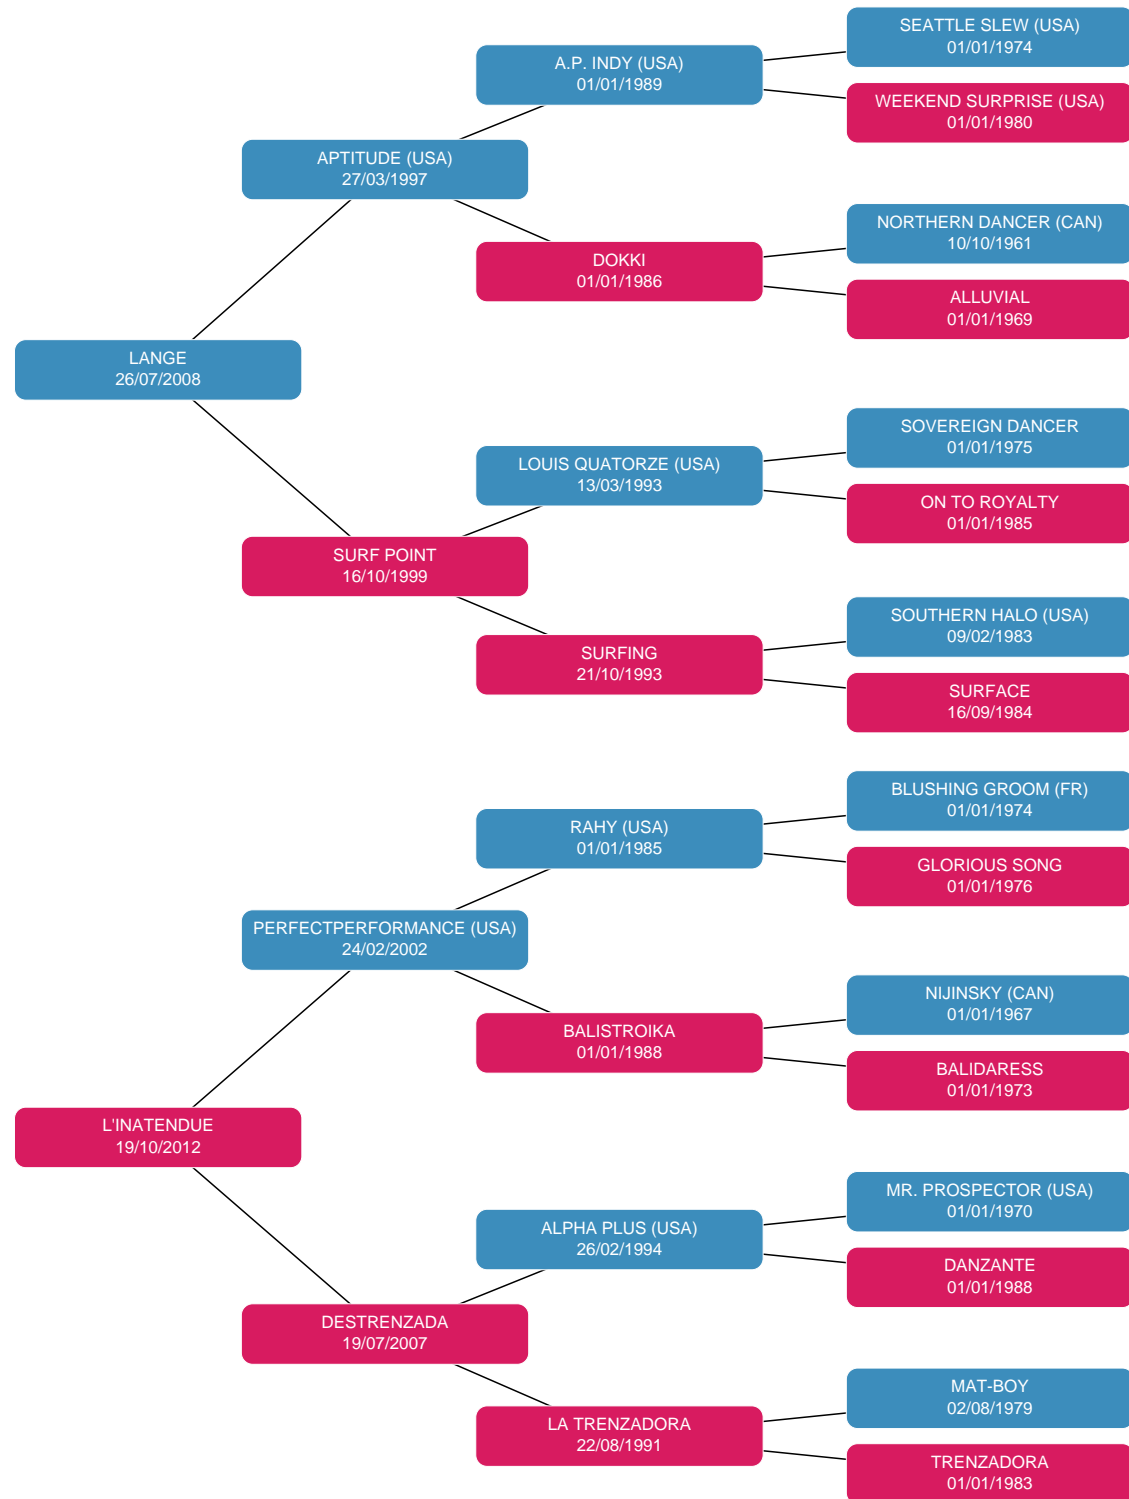 SEATTLE SLEW (USA)
01/01/1974
A.P. INDY (USA)
01/01/1989
WEEKEND SURPRISE (USA)
01/01/1980
APTITUDE (USA)
27/03/1997
NORTHERN DANCER (CAN)
10/10/1961
DOKKI
01/01/1986
ALLUVIAL
01/01/1969
LANGE
26/07/2008
SOVEREIGN DANCER
01/01/1975
LOUIS QUATORZE (USA)
13/03/1993
ON TO ROYALTY
01/01/1985
SURF POINT
16/10/1999
SOUTHERN HALO (USA)
09/02/1983
SURFING
21/10/1993
SURFACE
16/09/1984
BLUSHING GROOM (FR)
01/01/1974
RAHY (USA)
01/01/1985
GLORIOUS SONG
01/01/1976
PERFECTPERFORMANCE (USA)
24/02/2002
NIJINSKY (CAN)
01/01/1967
BALISTROIKA
01/01/1988
BALIDARESS
01/01/1973
L'INATENDUE
19/10/2012
MR. PROSPECTOR (USA)
01/01/1970
ALPHA PLUS (USA)
26/02/1994
DANZANTE
01/01/1988
DESTRENZADA
19/07/2007
MAT-BOY
02/08/1979
LA TRENZADORA
22/08/1991
TRENZADORA
01/01/1983